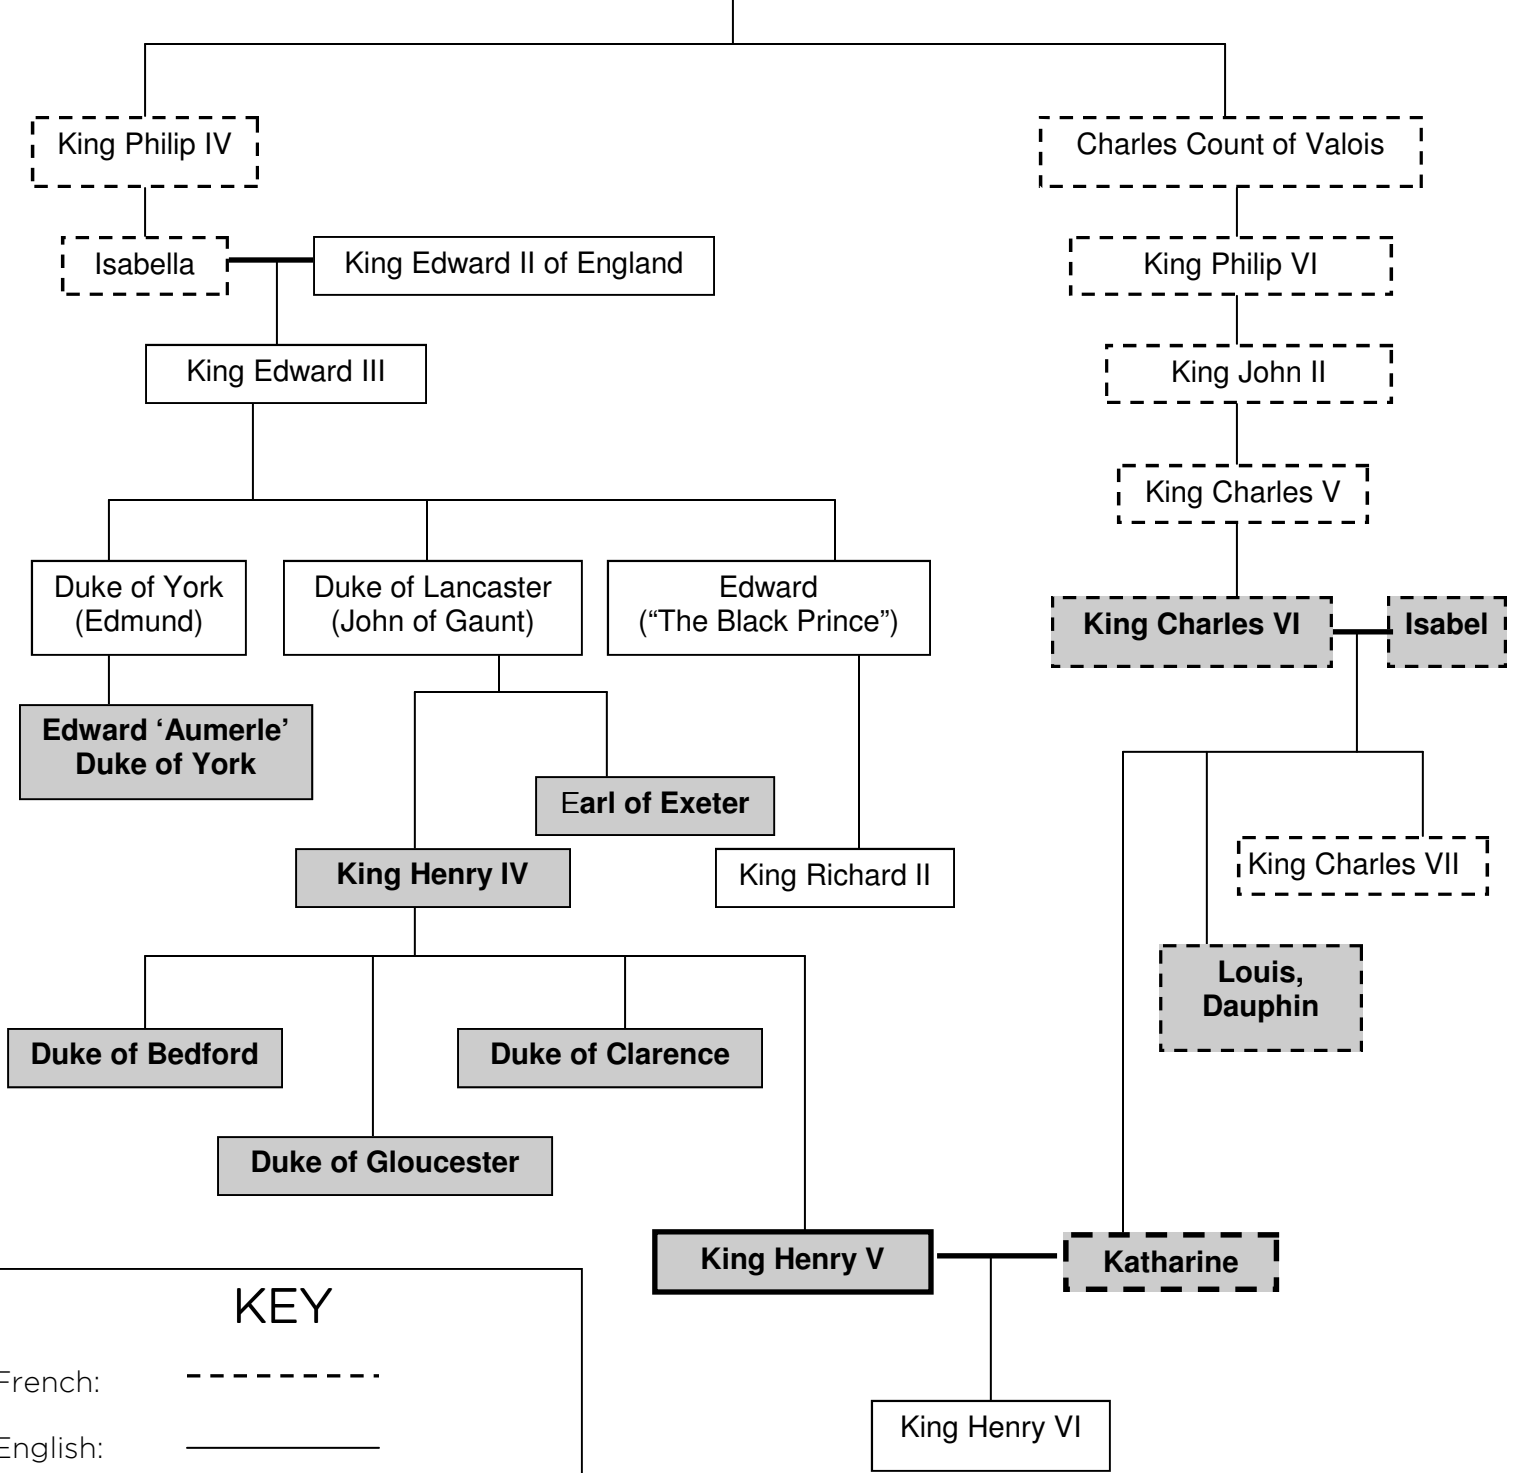 King Philip IV
Charles Count of Valois
Isabella
King Edward II of England
King Philip VI
King Edward III
King John II
King Charles V
Duke of York
(Edmund)
Duke of Lancaster
(John of Gaunt)
Edward
(“The Black Prince”)
King Charles VI
Isabel
Edward ‘Aumerle’
Duke of York
Earl of Exeter
King Henry IV
King Richard II
King Charles VII
Louis,
Dauphin
Duke of Bedford
Duke of Clarence
Duke of Gloucester
King Henry V
Katharine
KEY
French:
English:
King Henry VI